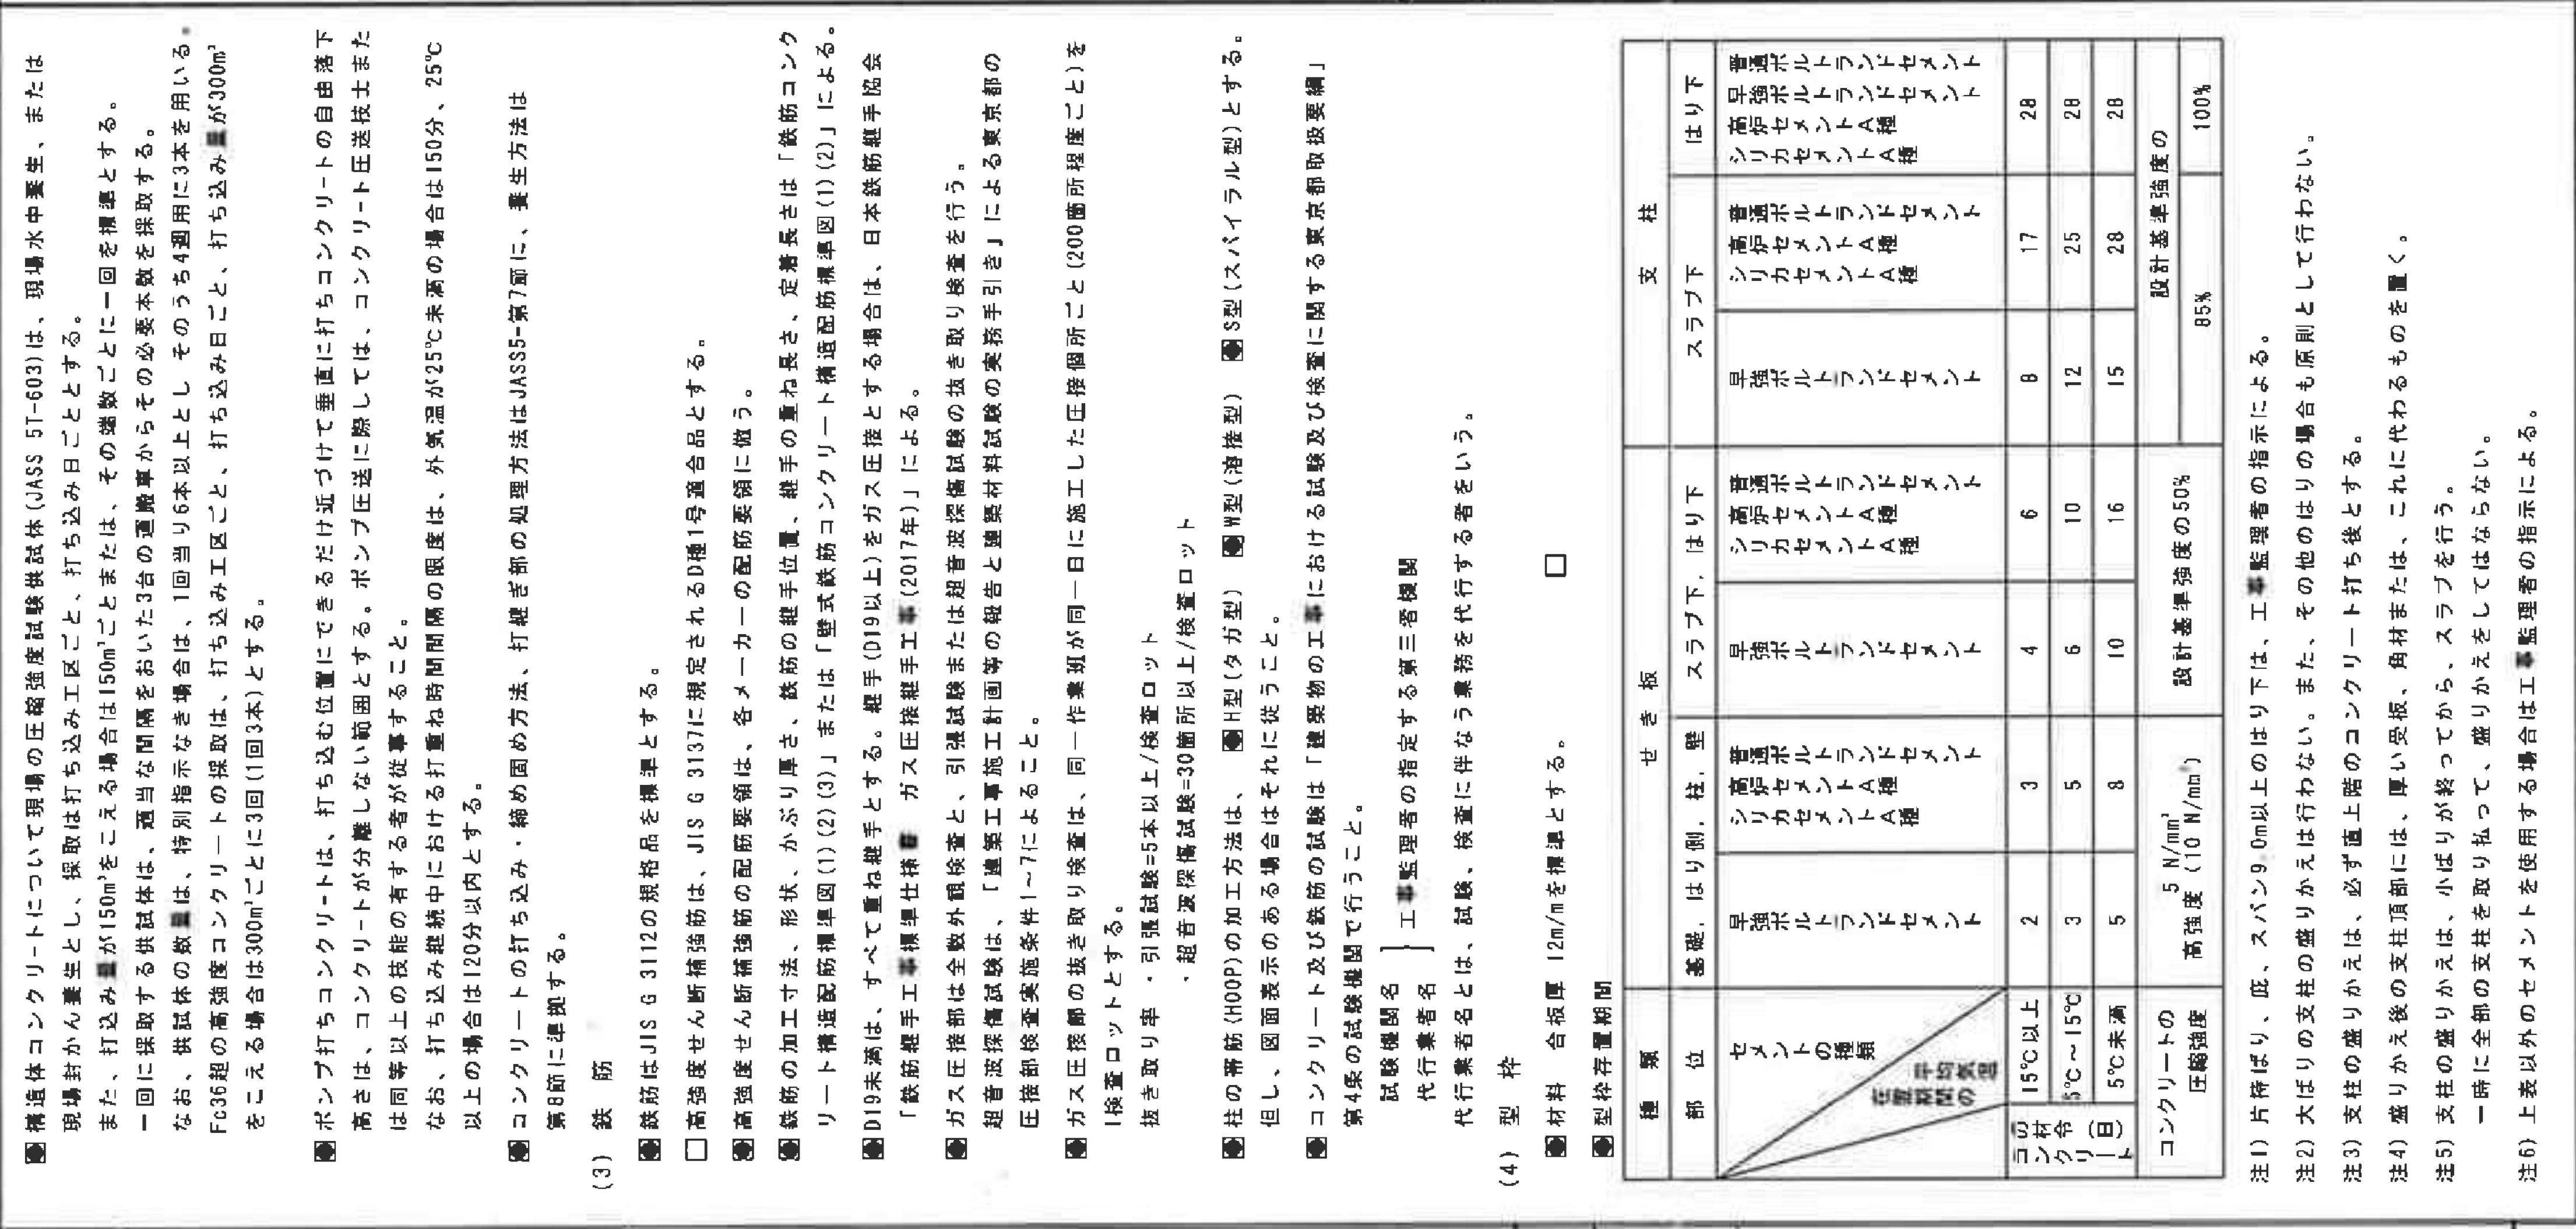 ■構造体コンクリートについて現場の圧縮強度試験供試体(JASS 5T-603)は、現場水中養生、または
現場封かん養生とし、採取は打ち込み工区ごと、打ち込み日ごととする。
また、打込み量が150m³をこえる場合は150m³ごとまたは、その端数ごとに一回を標準とする。
一回に採取する供試体は、適当な間隔をおいた3台の運搬車からその必要本数を採取する。
なお、供試体の数量は、特別指示なき場合は、1回当り6本以上とし そのうち4週用に3本を用いる。
Fc36超の高強度コンクリートの採取は、打ち込み工区ごと、打ち込み日ごと、打ち込み量が300m³
をこえる場合は300m³ごとに3回(1回3本)とする。
■ポンプ打ちコンクリートは、打ち込む位置にできるだけ近づけて垂直に打ちコンクリートの自由落下
高さは、コンクリートが分離しない範囲とする。ポンプ圧送に際しては、コンクリート圧送技士また
は同等以上の技能の有する者が従事すること。
なお、打ち込み継続中における打重ね時間間隔の限度は、外気温が25℃未満の場合は150分、25℃
以上の場合は120分以内とする。
■コンクリートの打ち込み・締め固め方法、打継ぎ部の処理方法はJASS5-第7節に、養生方法は
第8節に準拠する。
(3) 鉄 筋
■鉄筋はJIS G 3112の規格品を標準とする。
□高強度せん断補強筋は、JIS G 3137に規定されるD種1号適合品とする。
■高強度せん断補強筋の配筋要領は、各メーカーの配筋要領に倣う。
■鉄筋の加工寸法、形状、かぶり厚さ、鉄筋の継手位置、継手の重ね長さ、定着長さは「鉄筋コンク
リート構造配筋標準図(1)(2)(3)」または「壁式鉄筋コンクリート構造配筋標準図(1)(2)」による。
■D19未満は、すべて重ね継手とする。継手(D19以上)をガス圧接とする場合は、日本鉄筋継手協会
「鉄筋継手工事標準仕様書 ガス圧接継手工事(2017年)」による。
■ガス圧接部は全数外観検査と、引張試験または超音波探傷試験の抜き取り検査を行う。
超音波探傷試験は、「建築工事施工計画等の報告と建築材料試験の実務手引き」による東京都の
圧接部検査実施条件1~7によること。
■ガス圧接部の抜き取り検査は、同一作業班が同一日に施工した圧接個所ごと(200箇所程度ごと)を
1検査ロットとする。
抜き取り率 ・引張試験=5本以上/検査ロット
・超音波探傷試験=30箇所以上/検査ロット
■柱の帯筋(HOOP)の加工方法は、 ■H型(タガ型) ■W型(溶接型) ■S型(スパイラル型)とする。
但し、図面表示のある場合はそれに従うこと。
■コンクリート及び鉄筋の試験は「建築物の工事における試験及び検査に関する東京都取扱要綱」
第4条の試験機関で行うこと。
試験機関名
代行業者名 } 工事監理者の指定する第三者機関
代行業者名とは、試験、検査に伴なう業務を代行する者をいう。
(4) 型 枠
■材料 合板厚 12m/mを標準とする。 □
■型枠存置期間
種 類 せ き 板 支 柱
部 位 基礎, はり側, 柱, 壁 スラブ下, はり下 スラブ下 はり下
セメントの種類
存置期間の平均気温
早強ポルトランドセメント
普通ポルトランドセメント 高炉セメントA種 シリカセメントA種
早強ポルトランドセメント
普通ポルトランドセメント 高炉セメントA種 シリカセメントA種
早強ポルトランドセメント
普通ポルトランドセメント 高炉セメントA種 シリカセメントA種
普通ポルトランドセメント 早強ポルトランドセメント 高炉セメントA種 シリカセメントA種
コンクリートの材令(日)
15℃以上 2 3 4 6 8 17 28
5℃~15℃ 3 5 6 10 12 25 28
5℃未満 5 8 10 16 15 28 28
コンクリートの圧縮強度
5 N/mm²
高強度 (10 N/mm²)
設計基準強度の50%
設計基準強度の
85% 100%
注1) 片持ばり、庇、スパン9.0m以上のはり下は、工事監理者の指示による。
注2) 大ばりの支柱の盛りかえは行わない。また、その他のはりの場合も原則として行わない。
注3) 支柱の盛りかえは、必ず直上階のコンクリート打ち後とする。
注4) 盛りかえ後の支柱頂部には、厚い受板、角材または、これに代わるものを置く。
注5) 支柱の盛りかえは、小ばりが終ってから、スラブを行う。
一時に全部の支柱を取り払って、盛りかえをしてはならない。
注6) 上表以外のセメントを使用する場合は工事監理者の指示による。